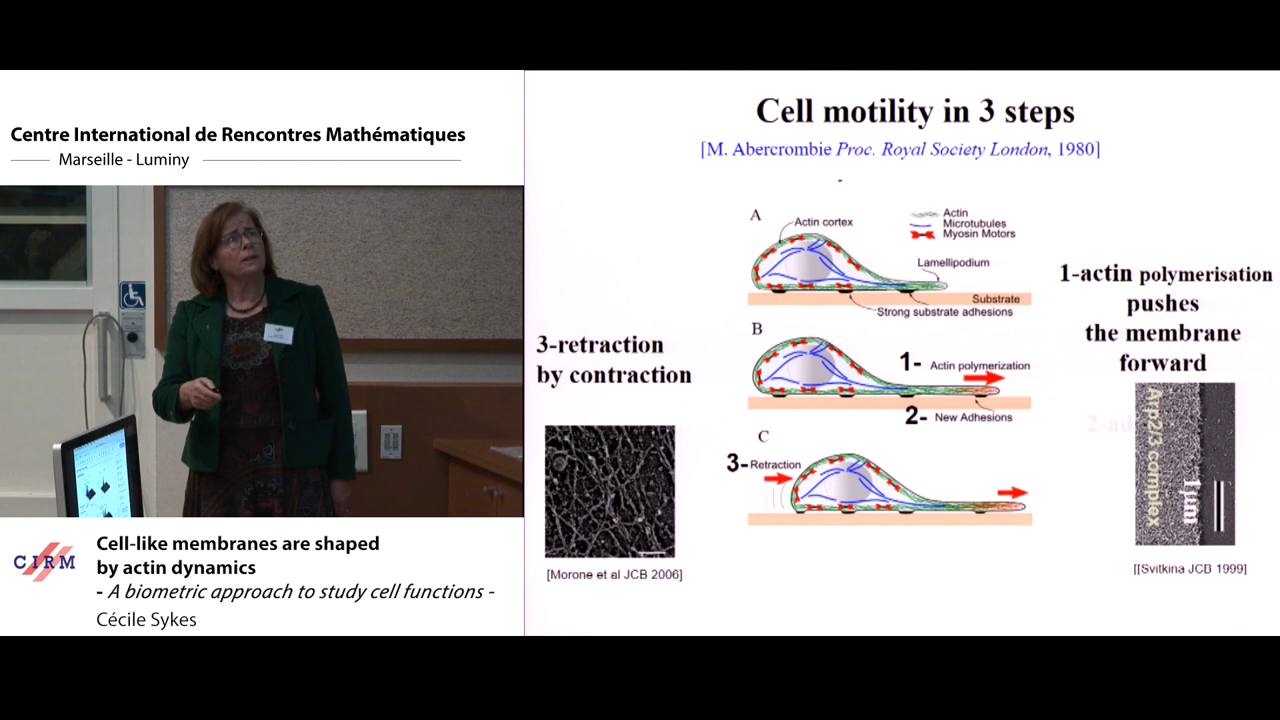 Centre International de Rencontres Mathématiques
Marseille - Luminy
CIRM
Cell-like membranes are shaped
by actin dynamics
- A biometric approach to study cell functions -
Cécile Sykes
Cell motility in 3 steps
[M. Abercrombie Proc. Royal Society London, 1980]
A
Actin cortex
Actin
Microtubules
Myosin Motors
Lamellipodium
Substrate
Strong substrate adhesions
B
1- Actin polymerization
2- New Adhesions
C
3- Retraction
3-retraction
by contraction
[Morone et al JCB 2006]
1-actin polymerisation
pushes
the membrane
forward
2-ad
Arp2/3 complex
1µm
[[Svitkina JCB 1999]